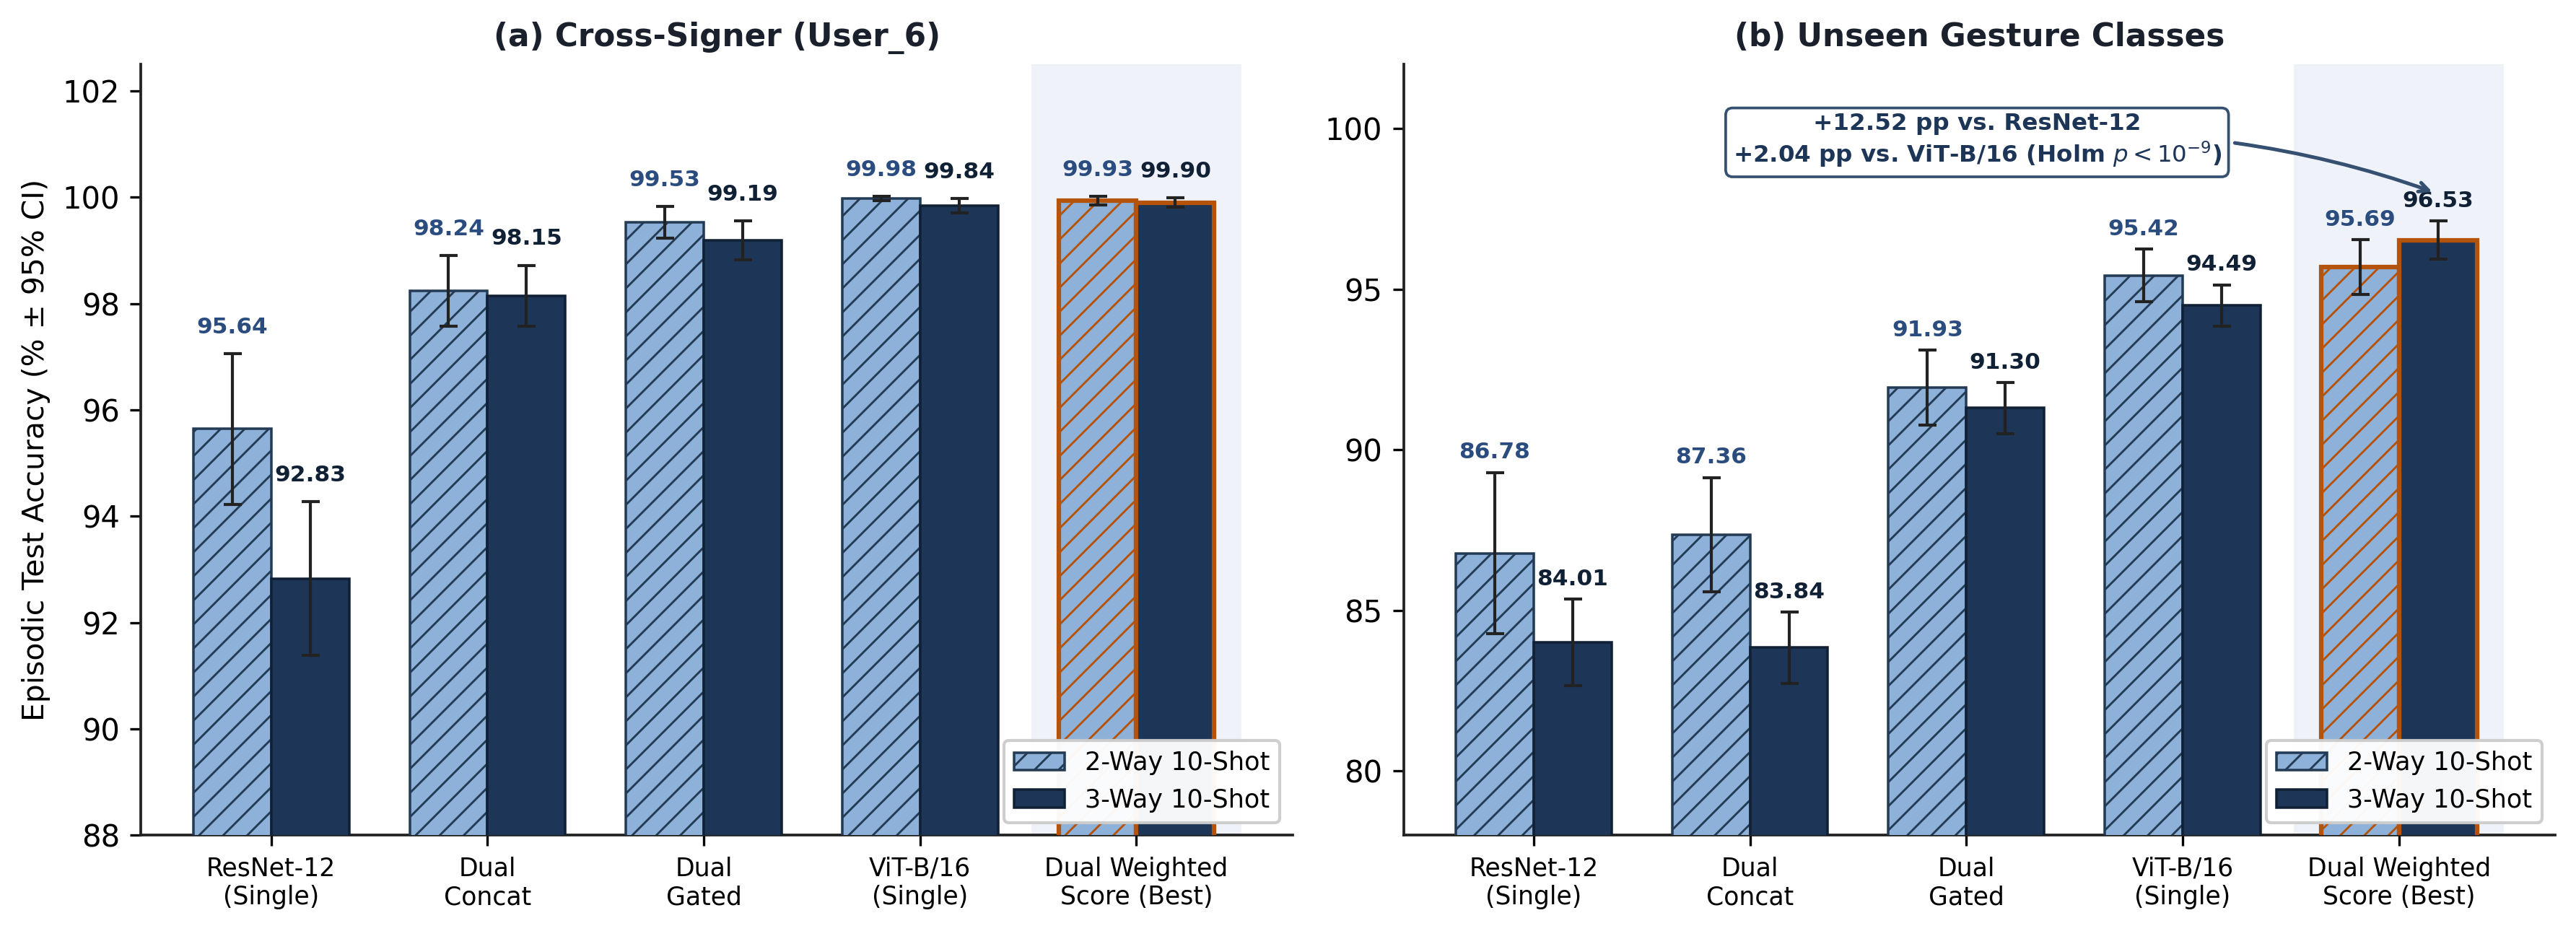 (a) Cross-Signer (User_6)
Episodic Test Accuracy (% ± 95% CI)
102
100
98
96
94
92
90
88
95.64
92.83
98.24
98.15
99.53
99.19
99.98
99.84
99.93
99.90
2-Way 10-Shot
3-Way 10-Shot
ResNet-12
(Single)
Dual
Concat
Dual
Gated
ViT-B/16
(Single)
Dual Weighted
Score (Best)
(b) Unseen Gesture Classes
100
95
90
85
80
+12.52 pp vs. ResNet-12
+2.04 pp vs. ViT-B/16 (Holm p < 10⁻⁹)
86.78
84.01
87.36
83.84
91.93
91.30
95.42
94.49
95.69
96.53
2-Way 10-Shot
3-Way 10-Shot
ResNet-12
(Single)
Dual
Concat
Dual
Gated
ViT-B/16
(Single)
Dual Weighted
Score (Best)